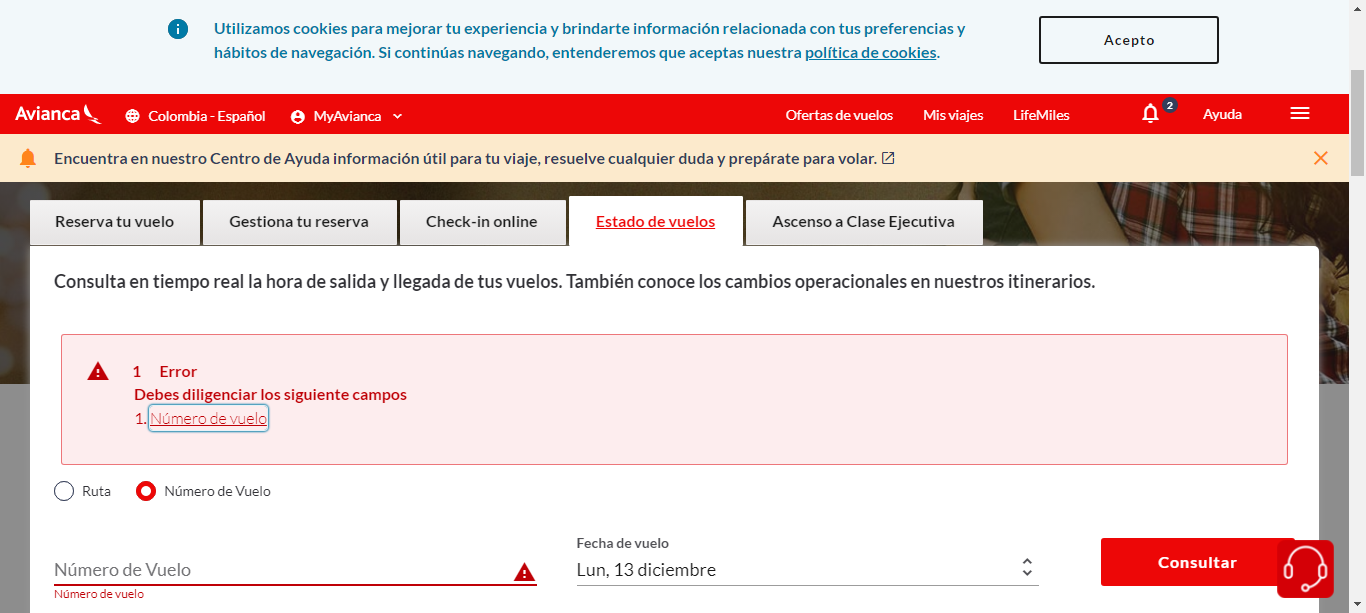 Utilizamos cookies para mejorar tu experiencia y brindarte información relacionada con tus preferencias y
hábitos de navegación. Si continúas navegando, entenderemos que aceptas nuestra política de cookies.
Acepto
Avianca
Colombia - Español
MyAvianca
Ofertas de vuelos
Mis viajes
LifeMiles
2
Ayuda
Encuentra en nuestro Centro de Ayuda información útil para tu viaje, resuelve cualquier duda y prepárate para volar.
Reserva tu vuelo
Gestiona tu reserva
Check-in online
Estado de vuelos
Ascenso a Clase Ejecutiva
Consulta en tiempo real la hora de salida y llegada de tus vuelos. También conoce los cambios operacionales en nuestros itinerarios.
1 Error
Debes diligenciar los siguiente campos
1. Número de vuelo
Ruta
Número de Vuelo
Fecha de vuelo
Número de Vuelo
Lun, 13 diciembre
Consultar
Número de vuelo